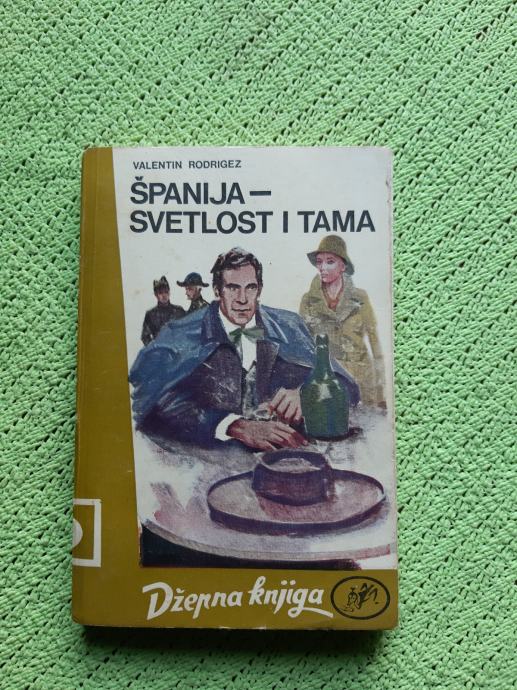 VALENTIN RODRIGEZ
ŠPANIJA—
SVETLOST I TAMA
Džepna knjiga